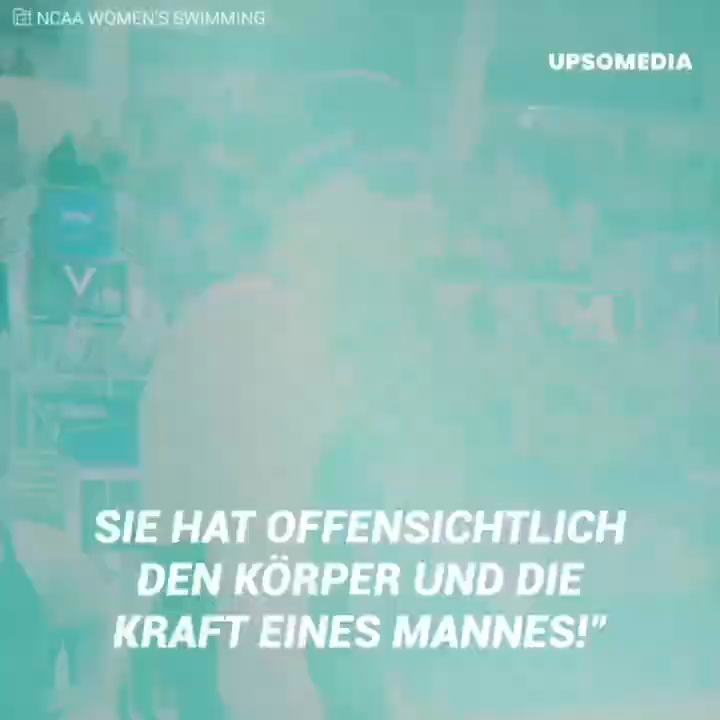 NCAA WOMEN'S SWIMMING
UPSOMEDIA
V
SIE HAT OFFENSICHTLICH
DEN KÖRPER UND DIE
KRAFT EINES MANNES!"